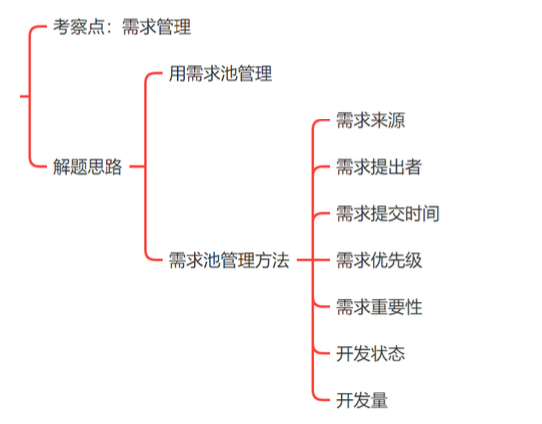 考察点：需求管理
用需求池管理
需求来源
解题思路
需求提出者
需求提交时间
需求池管理方法
需求优先级
需求重要性
开发状态
开发量